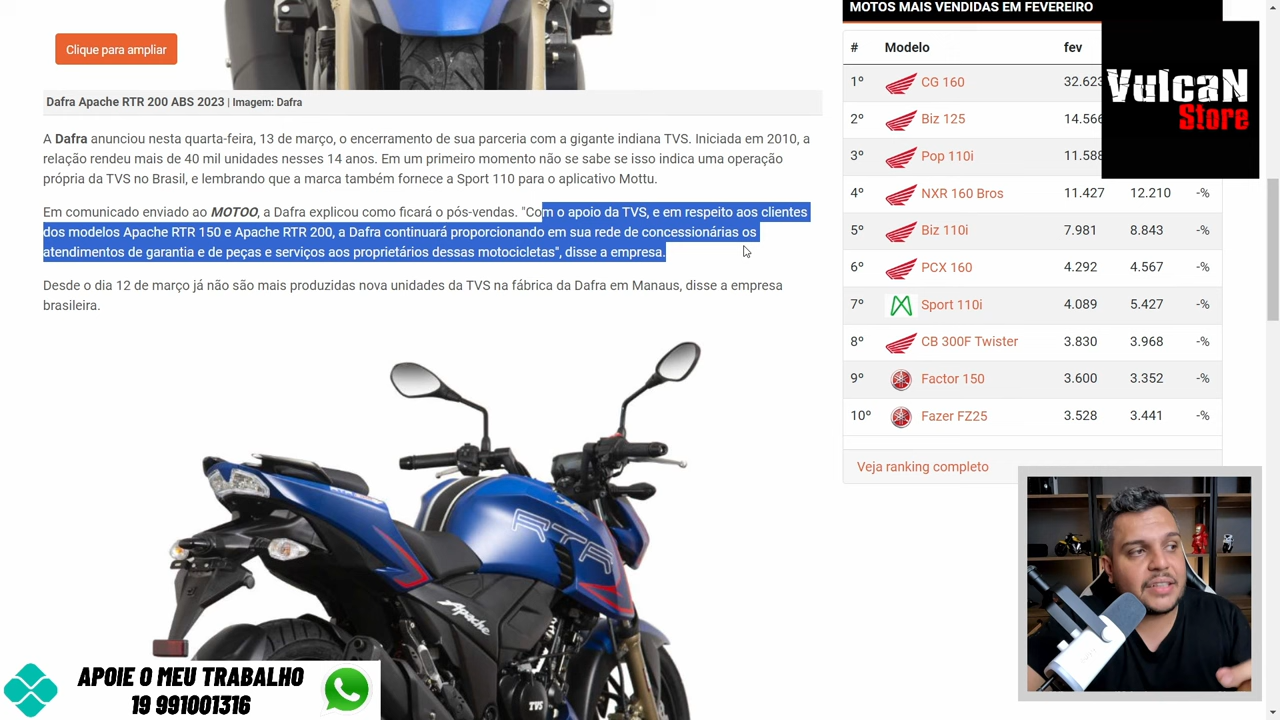 Clique para ampliar
Dafra Apache RTR 200 ABS 2023 | Imagem: Dafra
A Dafra anunciou nesta quarta-feira, 13 de março, o encerramento de sua parceria com a gigante indiana TVS. Iniciada em 2010, a
relação rendeu mais de 40 mil unidades nesses 14 anos. Em um primeiro momento não se sabe se isso indica uma operação
própria da TVS no Brasil, e lembrando que a marca também fornece a Sport 110 para o aplicativo Mottu.
Em comunicado enviado ao MOTOO, a Dafra explicou como ficará o pós-vendas. "Com o apoio da TVS, e em respeito aos clientes
dos modelos Apache RTR 150 e Apache RTR 200, a Dafra continuará proporcionando em sua rede de concessionárias os
atendimentos de garantia e de peças e serviços aos proprietários dessas motocicletas", disse a empresa.
Desde o dia 12 de março já não são mais produzidas nova unidades da TVS na fábrica da Dafra em Manaus, disse a empresa
brasileira.
RTR
Apache
TVS
APOIE O MEU TRABALHO
19 991001316
MOTOS MAIS VENDIDAS EM FEVEREIRO
# Modelo fev
1º CG 160 32.623
2º Biz 125 14.566
3º Pop 110i 11.588
4º NXR 160 Bros 11.427 12.210 -%
5º Biz 110i 7.981 8.843 -%
6º PCX 160 4.292 4.567 -%
7º Sport 110i 4.089 5.427 -%
8º CB 300F Twister 3.830 3.968 -%
9º Factor 150 3.600 3.352 -%
10º Fazer FZ25 3.528 3.441 -%
Veja ranking completo
VulcaN
Store